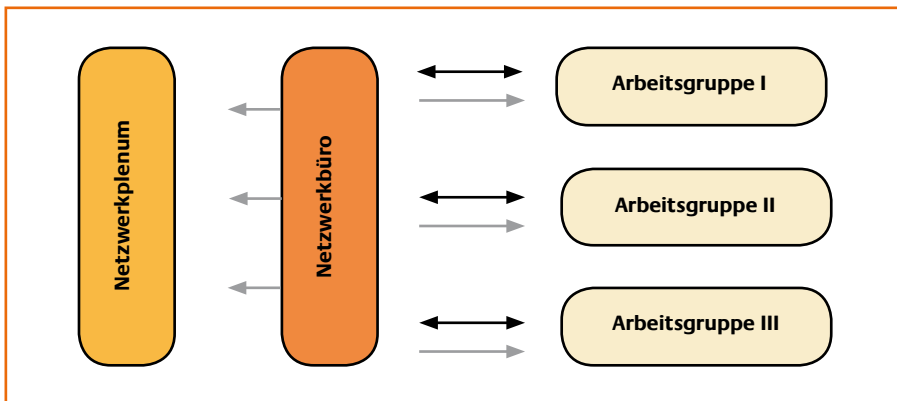 Netzwerkplenum
Netzwerkbüro
Arbeitsgruppe I
Arbeitsgruppe II
Arbeitsgruppe III